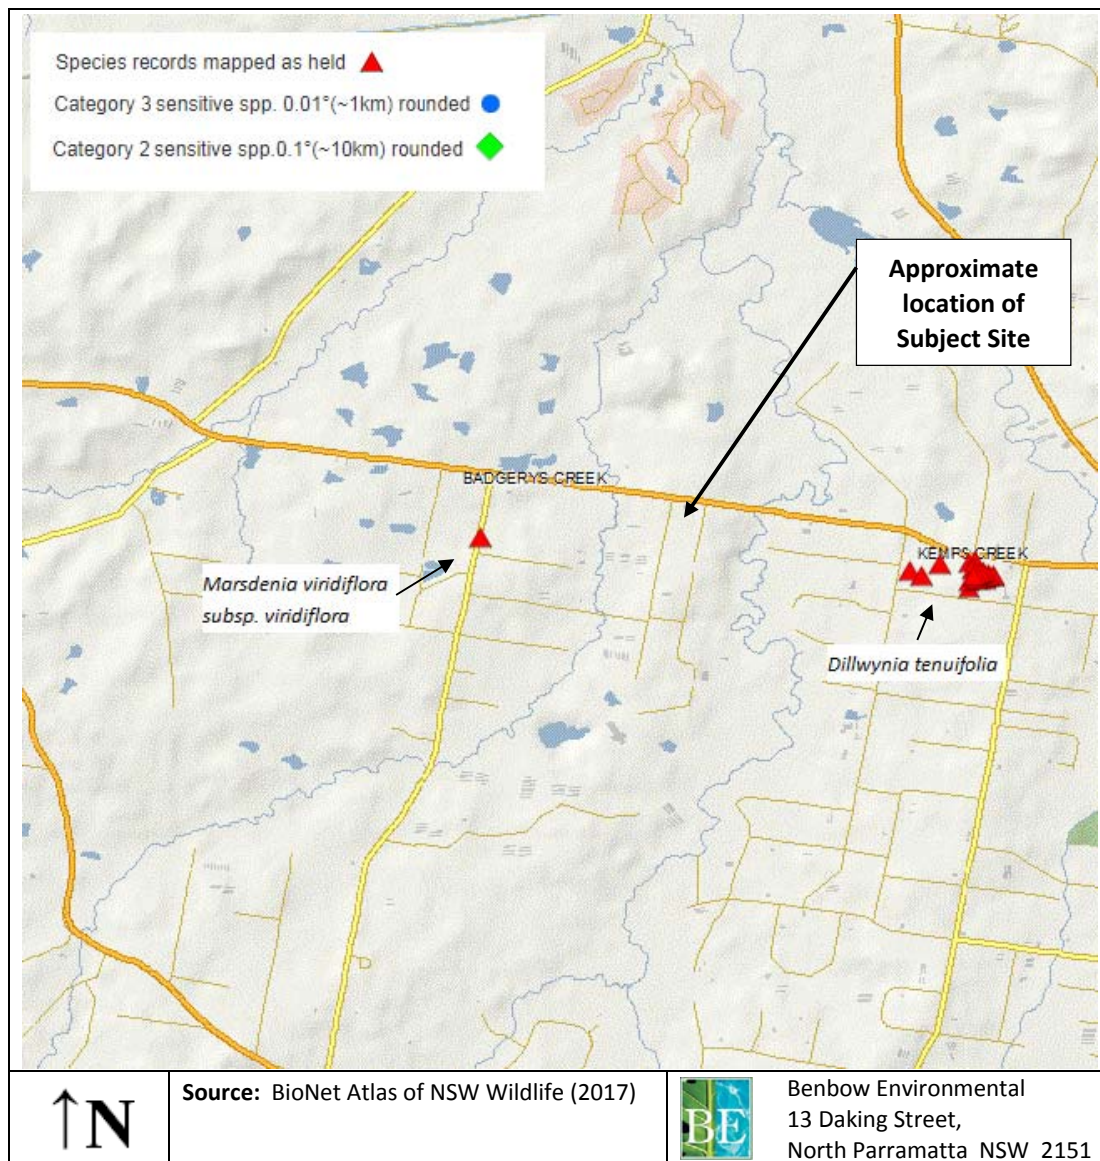 Species records mapped as held
Category 3 sensitive spp. 0.01°(~1km) rounded
Category 2 sensitive spp.0.1°(~10km) rounded
Approximate
location of
Subject Site
BADGERYS CREEK
KEMPS CREEK
Marsdenia viridiflora
subsp. viridiflora
Dillwynia tenuifolia
↑N
Source: BioNet Atlas of NSW Wildlife (2017)
BE
Benbow Environmental
13 Daking Street,
North Parramatta NSW 2151